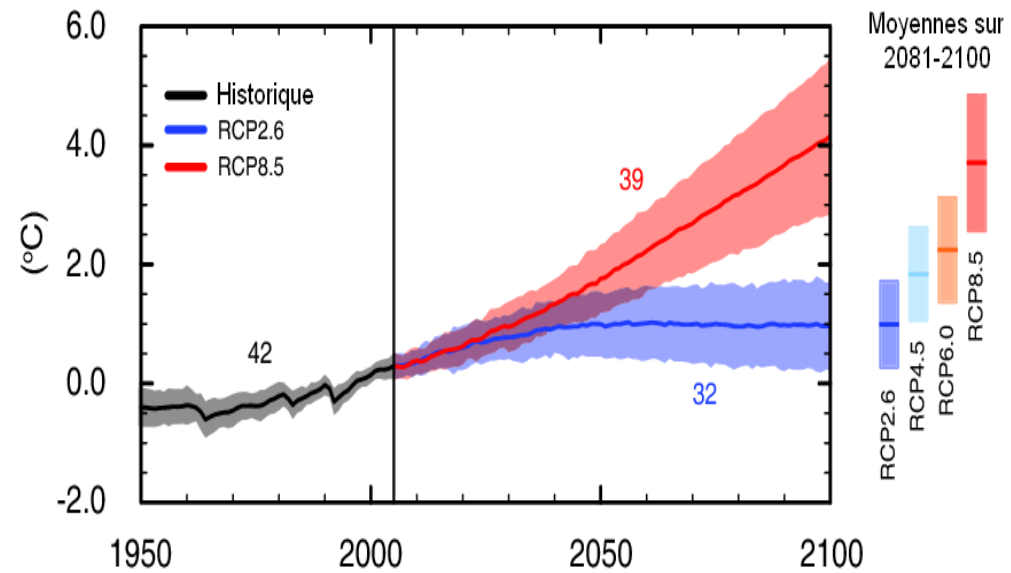 6.0
4.0
2.0
0.0
-2.0
(°C)
1950
2000
2050
2100
Historique
RCP2.6
RCP8.5
42
39
32
Moyennes sur
2081-2100
RCP2.6
RCP4.5
RCP6.0
RCP8.5